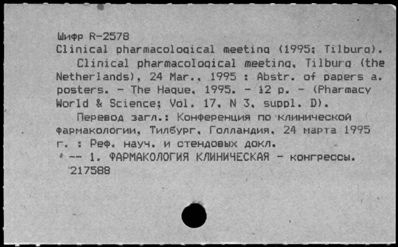 Шифр R-2578
Clinical pharmacological meeting (1995; Tilburg).
Clinical pharmacological meeting, Tilburg (the
Netherlands), 24 Mar., 1995 : Abstr. of papers a.
posters. - The Hague, 1995. - 12 p. - (Pharmacy
World & Science; Vol. 17, N 3, suppl. D).
Перевод загл.: Конференция по клинической
фармакологии, Тилбург, Голландия, 24 марта 1995
г. : Реф. науч. и стендовых докл.
-- 1. ФАРМАКОЛОГИЯ КЛИНИЧЕСКАЯ - конгрессы.
217588